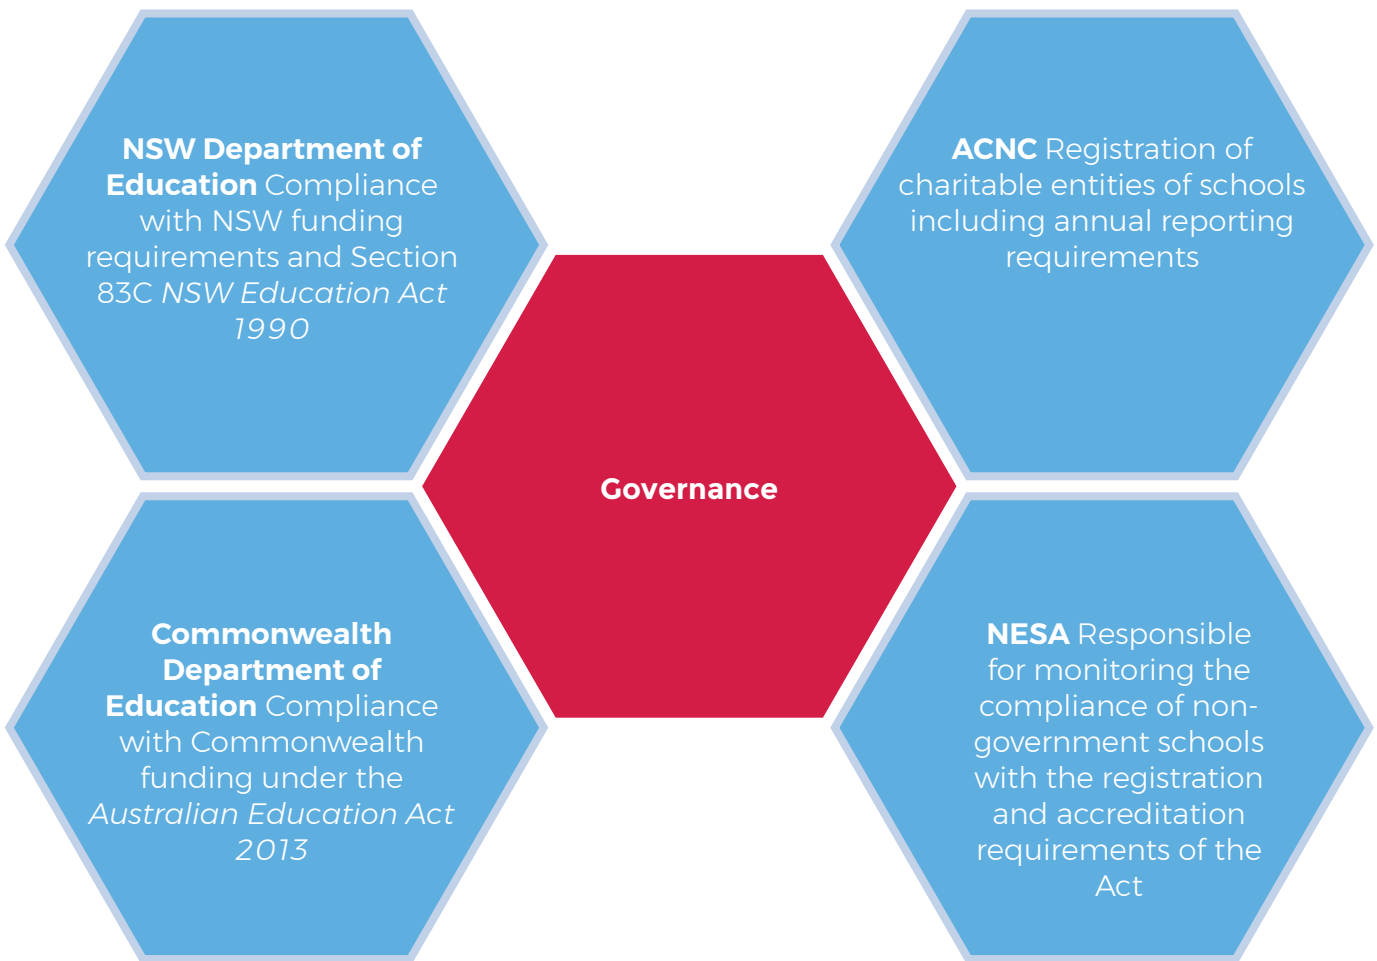 NSW Department of
Education Compliance
with NSW funding
requirements and Section
83C NSW Education Act
1990
ACNC Registration of
charitable entities of schools
including annual reporting
requirements
Governance
Commonwealth
Department of
Education Compliance
with Commonwealth
funding under the
Australian Education Act
2013
NESA Responsible
for monitoring the
compliance of non-
government schools
with the registration
and accreditation
requirements of the
Act